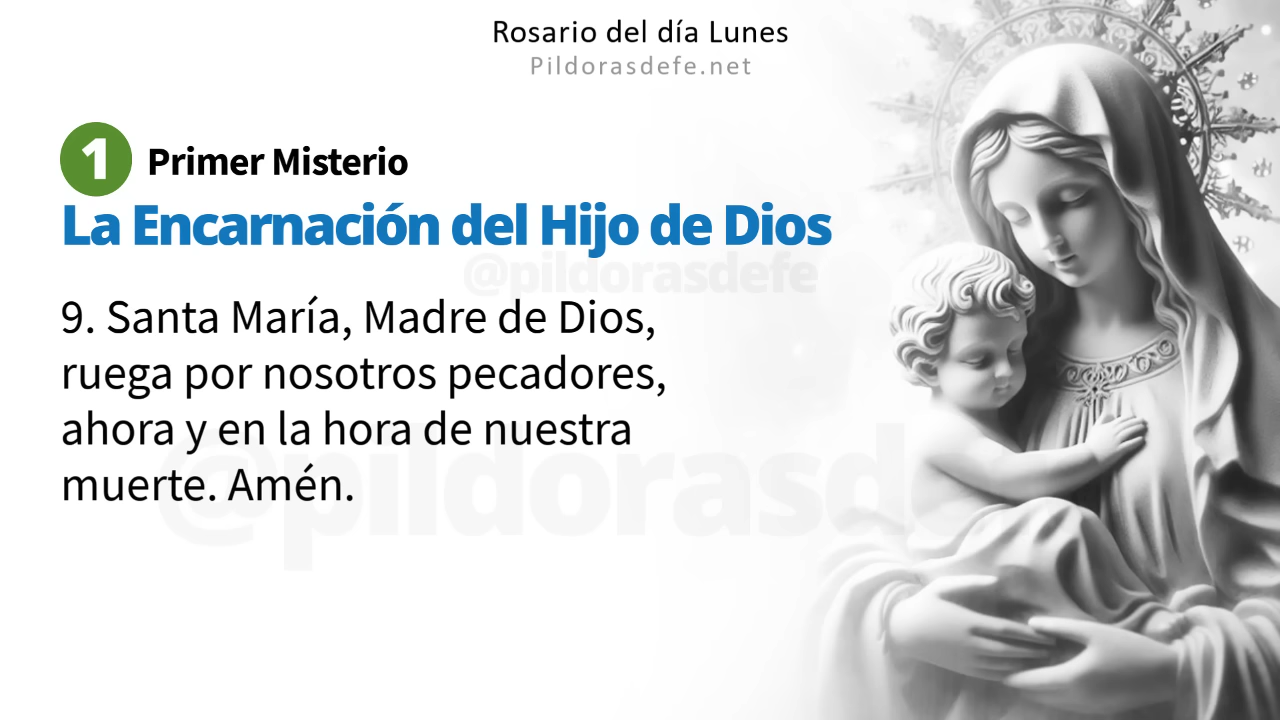 Rosario del día Lunes
Pildorasdefe.net
1 Primer Misterio
La Encarnación del Hijo de Dios
@pildorasdefe
9. Santa María, Madre de Dios,
ruega por nosotros pecadores,
ahora y en la hora de nuestra
muerte. Amén.
@pildorasdefe